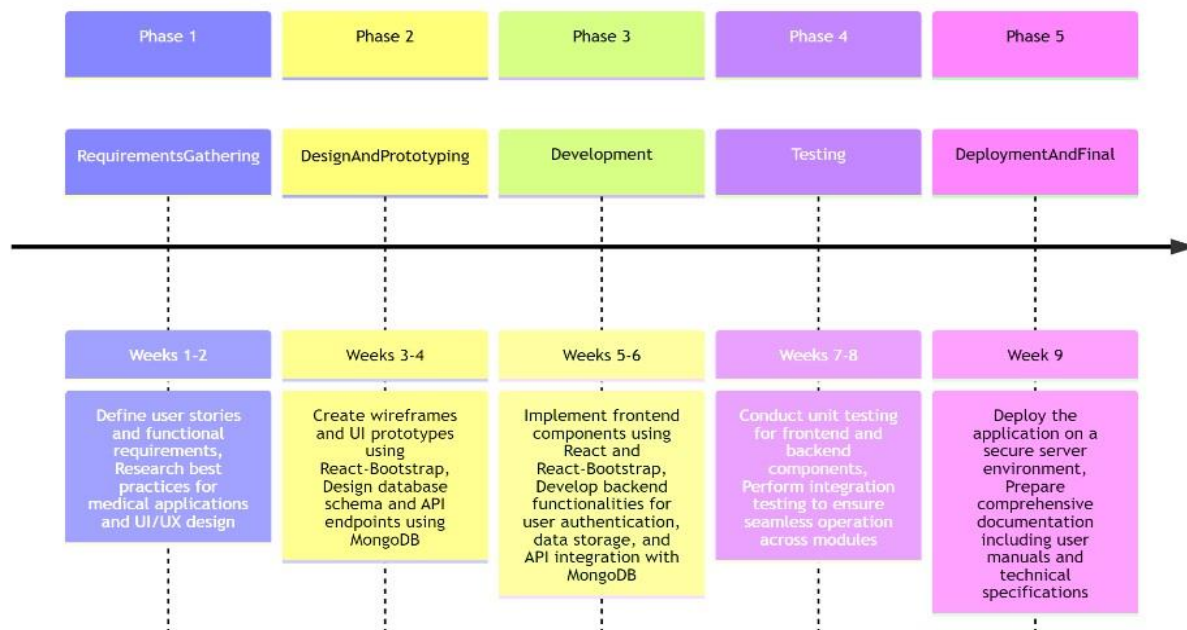 Phase 1
Phase 2
Phase 3
Phase 4
Phase 5
RequirementsGathering
DesignAndPrototyping
Development
Testing
DeploymentAndFinal
Weeks 1-2
Weeks 3-4
Weeks 5-6
Weeks 7-8
Week 9
Define user stories
and functional
requirements,
Research best
practices for
medical applications
and UI/UX design
Create wireframes
and UI prototypes
using
React-Bootstrap,
Design database
schema and API
endpoints using
MongoDB
Implement frontend
components using
React and
React-Bootstrap,
Develop backend
functionalities for
user authentication,
data storage, and
API integration with
MongoDB
Conduct unit testing
for frontend and
backend
components,
Perform integration
testing to ensure
seamless operation
across modules
Deploy the
application on a
secure server
environment,
Prepare
comprehensive
documentation
including user
manuals and
technical
specifications